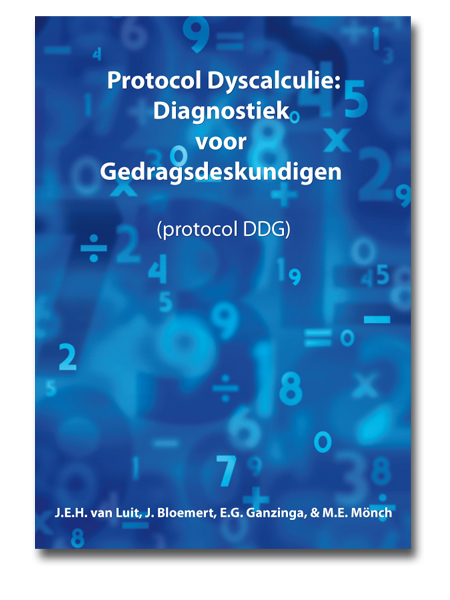 Protocol Dyscalculie:
Diagnostiek
voor
Gedragsdeskundigen
(protocol DDG)
J.E.H. van Luit, J. Bloemert, E.G. Ganzinga, & M.E. Mönch